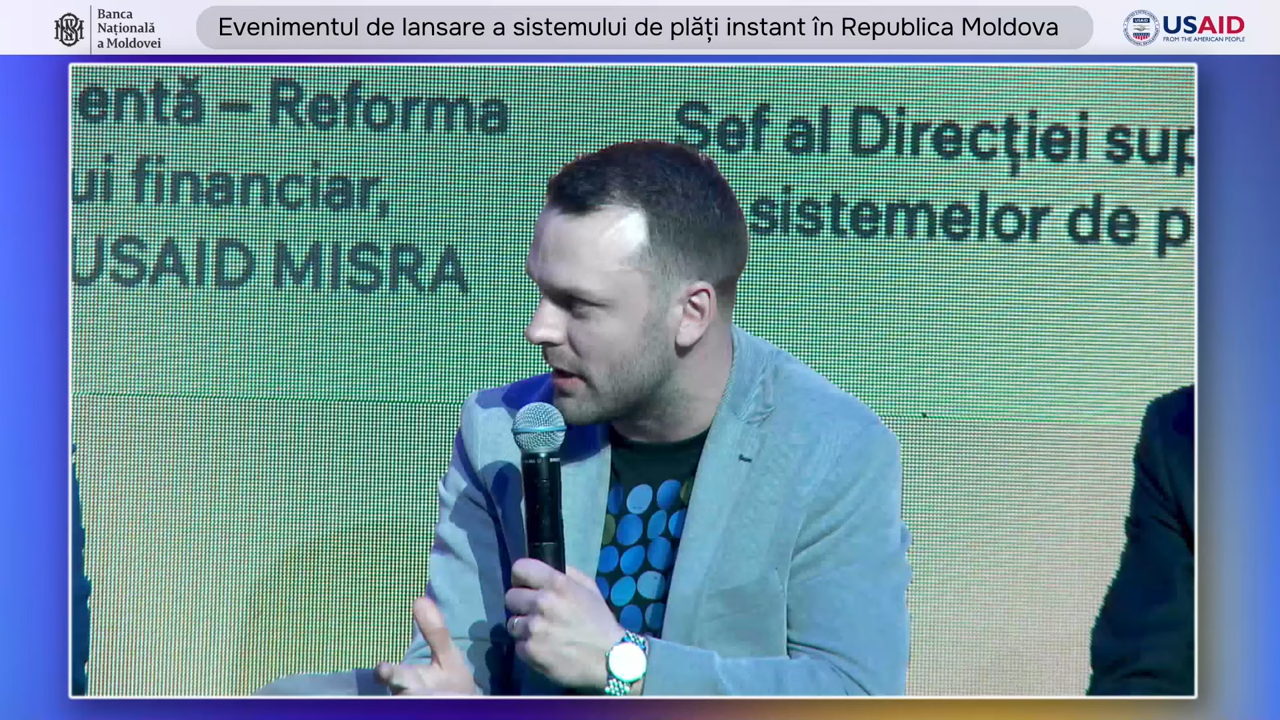 Banca
Națională
a Moldovei
Evenimentul de lansare a sistemului de plăți instant în Republica Moldova
USAID
FROM THE AMERICAN PEOPLE
entă – Reforma
ui financiar,
USAID MISRA
Șef al Direcției sup
sistemelor de p